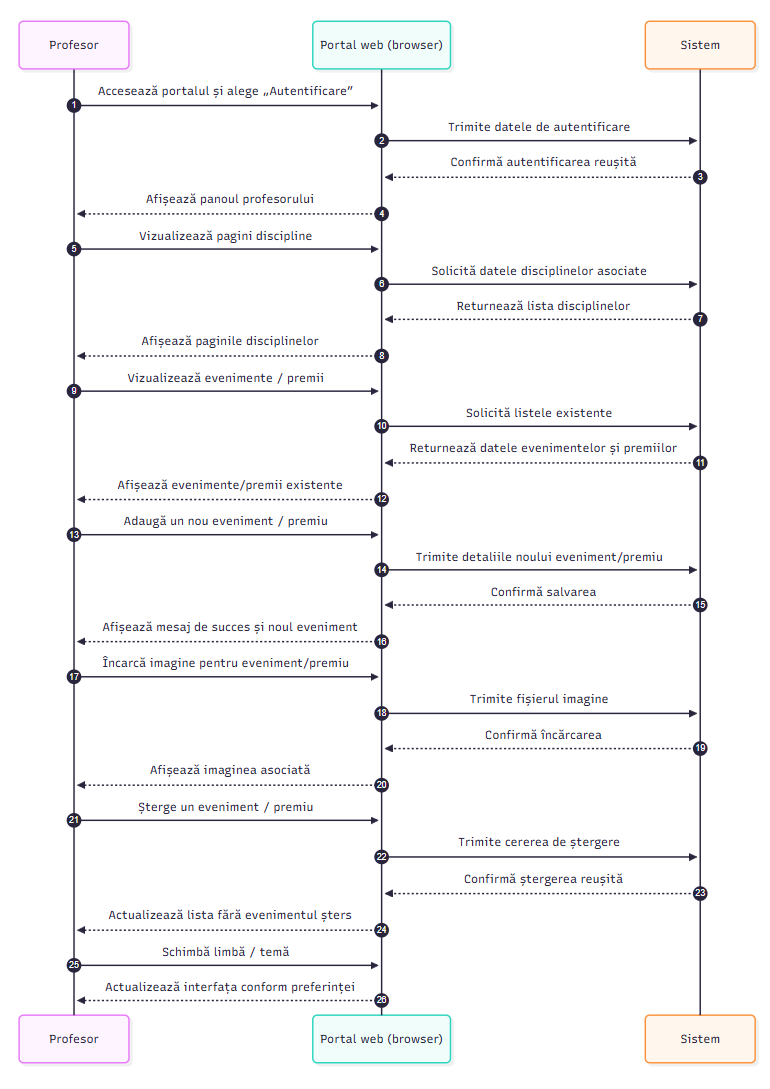 Profesor
Portal web (browser)
Sistem
Accesează portalul și alege „Autentificare”
1
Trimite datele de autentificare
2
Confirmă autentificarea reușită
3
Afișează panoul profesorului
4
Vizualizează pagini discipline
5
Solicită datele disciplinelor asociate
6
Returnează lista disciplinelor
7
Afișează paginile disciplinelor
8
Vizualizează evenimente / premii
9
Solicită listele existente
10
Returnează datele evenimentelor și premiilor
11
Afișează evenimente/premii existente
12
Adaugă un nou eveniment / premiu
13
Trimite detaliile noului eveniment/premiu
14
Confirmă salvarea
15
Afișează mesaj de succes și noul eveniment
16
Încarcă imagine pentru eveniment/premiu
17
Trimite fișierul imagine
18
Confirmă încărcarea
19
Afișează imaginea asociată
20
Șterge un eveniment / premiu
21
Trimite cererea de ștergere
22
Confirmă ștergerea reușită
23
Actualizează lista fără evenimentul șters
24
Schimbă limbă / temă
25
Actualizează interfața conform preferinței
26
Profesor
Portal web (browser)
Sistem